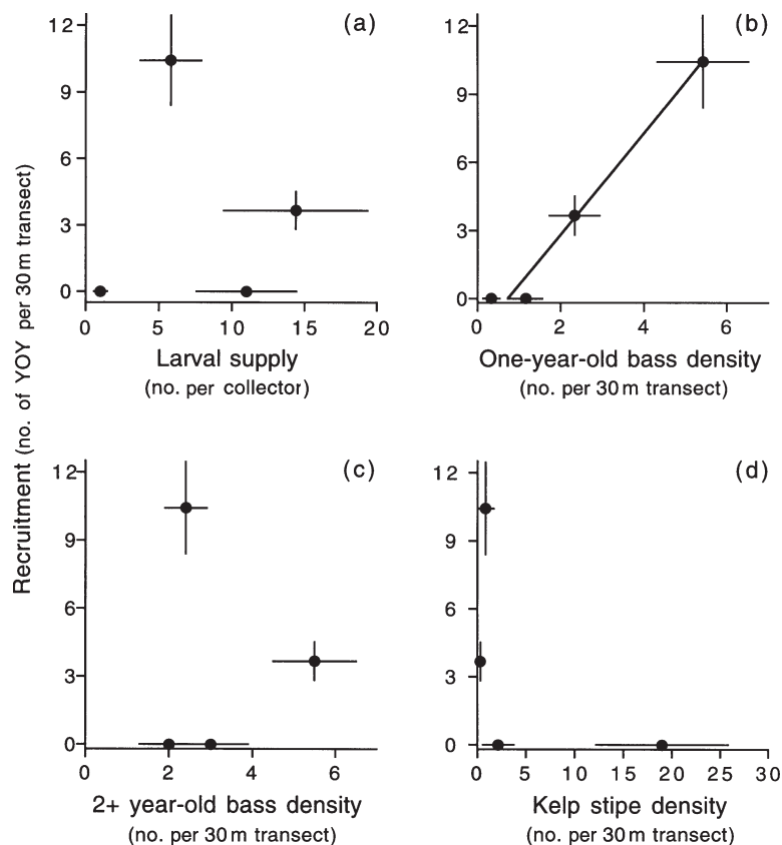 Recruitment (no. of YOY per 30 m transect)
(a)
12
9
6
3
0
0 5 10 15 20
Larval supply
(no. per collector)
(b)
12
9
6
3
0
0 2 4 6
One-year-old bass density
(no. per 30 m transect)
(c)
12
9
6
3
0
0 2 4 6
2+ year-old bass density
(no. per 30 m transect)
(d)
12
9
6
3
0
0 5 10 15 20 25 30
Kelp stipe density
(no. per 30 m transect)